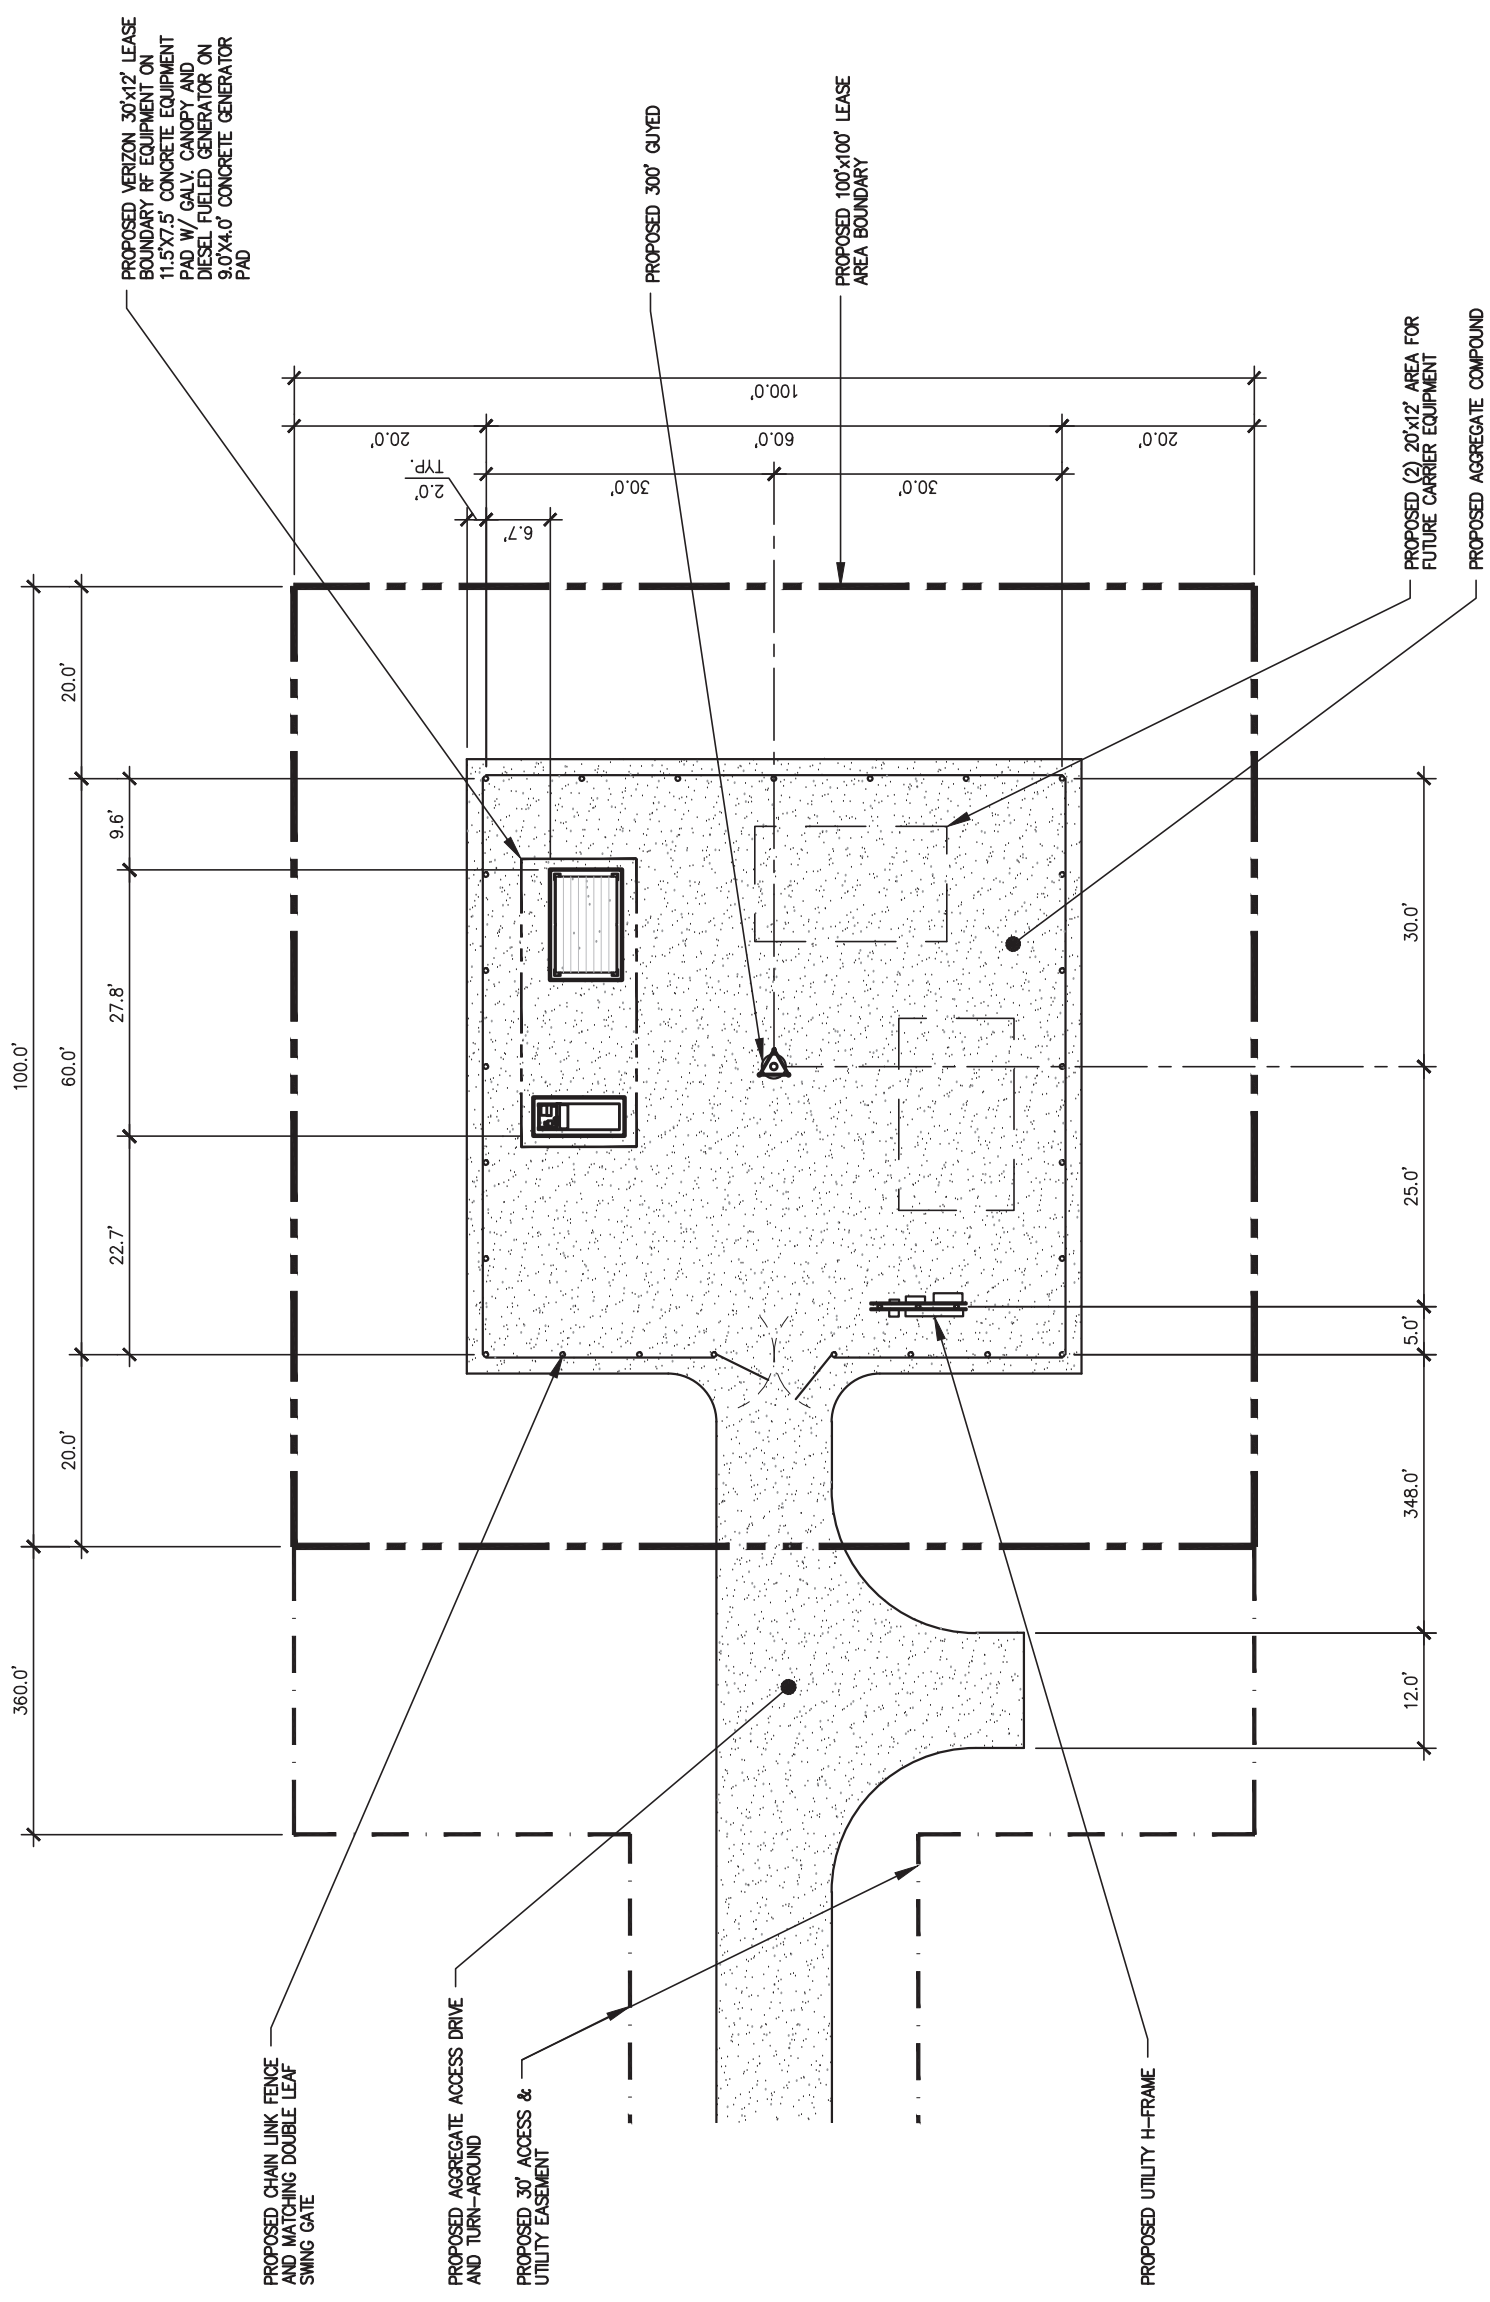 PROPOSED VERIZON 30'x12' LEASE
BOUNDARY RF EQUIPMENT ON
11.5'X7.5' CONCRETE EQUIPMENT
PAD W/ GALV. CANOPY AND
DIESEL FUELED GENERATOR ON
9.0'X4.0' CONCRETE GENERATOR
PAD
PROPOSED 300' GUYED
PROPOSED 100'x100' LEASE
AREA BOUNDARY
PROPOSED (2) 20'x12' AREA FOR
FUTURE CARRIER EQUIPMENT
PROPOSED AGGREGATE COMPOUND
100.0'
20.0'
60.0'
20.0'
30.0'
30.0'
2.0'
TYP.
6.7'
360.0'
100.0'
20.0'
60.0'
20.0'
22.7'
27.8'
9.6'
12.0'
348.0'
5.0'
25.0'
30.0'
PROPOSED CHAIN LINK FENCE
AND MATCHING DOUBLE LEAF
SWING GATE
PROPOSED AGGREGATE ACCESS DRIVE
AND TURN-AROUND
PROPOSED 30' ACCESS &
UTILITY EASEMENT
PROPOSED UTILITY H-FRAME